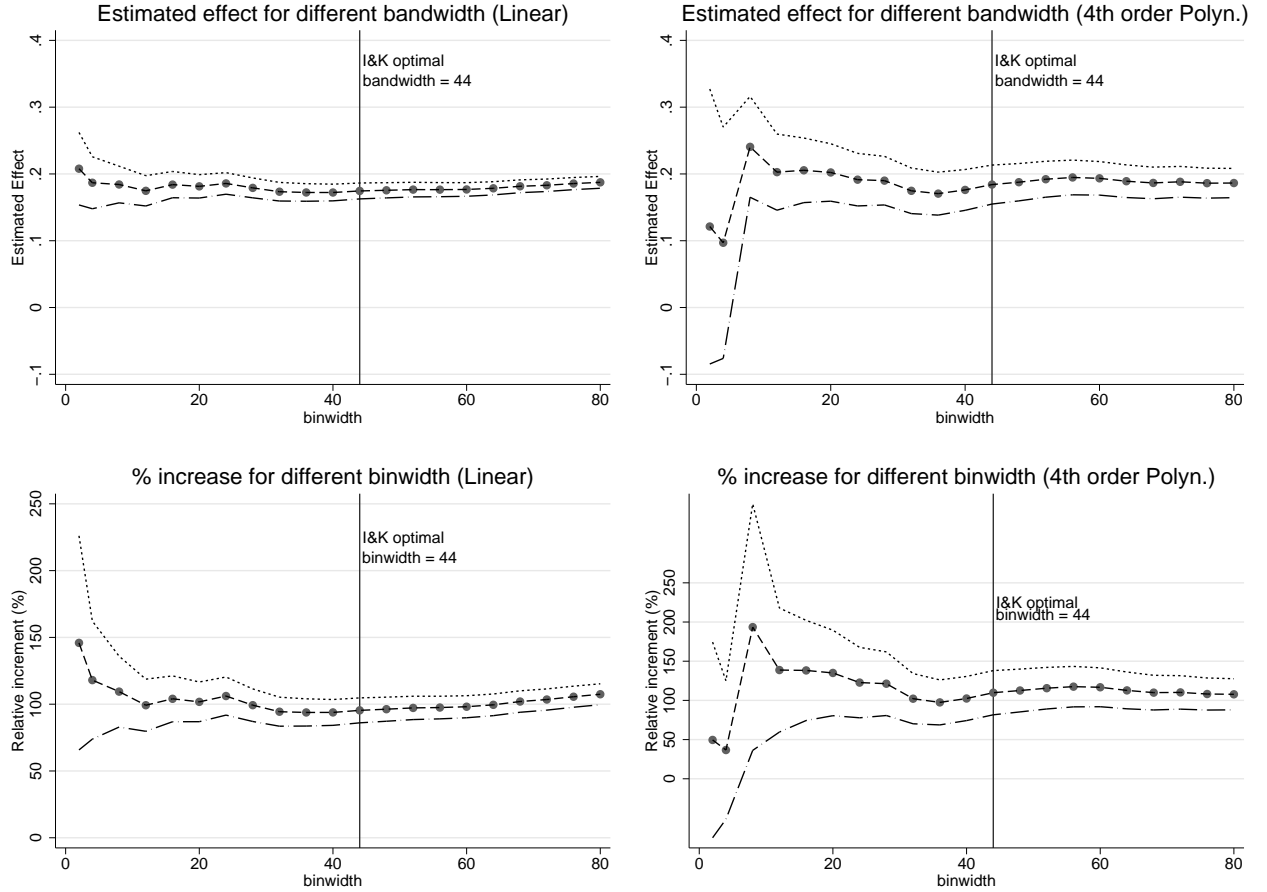 Estimated effect for different bandwidth (Linear)
Estimated Effect
.4
.3
.2
.1
0
-.1
I&K optimal
bandwidth = 44
0 20 40 60 80
binwidth
Estimated effect for different bandwidth (4th order Polyn.)
Estimated Effect
.4
.3
.2
.1
0
-.1
I&K optimal
bandwidth = 44
0 20 40 60 80
binwidth
% increase for different binwidth (Linear)
Relative increment (%)
250
200
150
100
50
0
I&K optimal
binwidth = 44
0 20 40 60 80
binwidth
% increase for different binwidth (4th order Polyn.)
Relative increment (%)
250
200
150
100
50
0
I&K optimal
binwidth = 44
0 20 40 60 80
binwidth